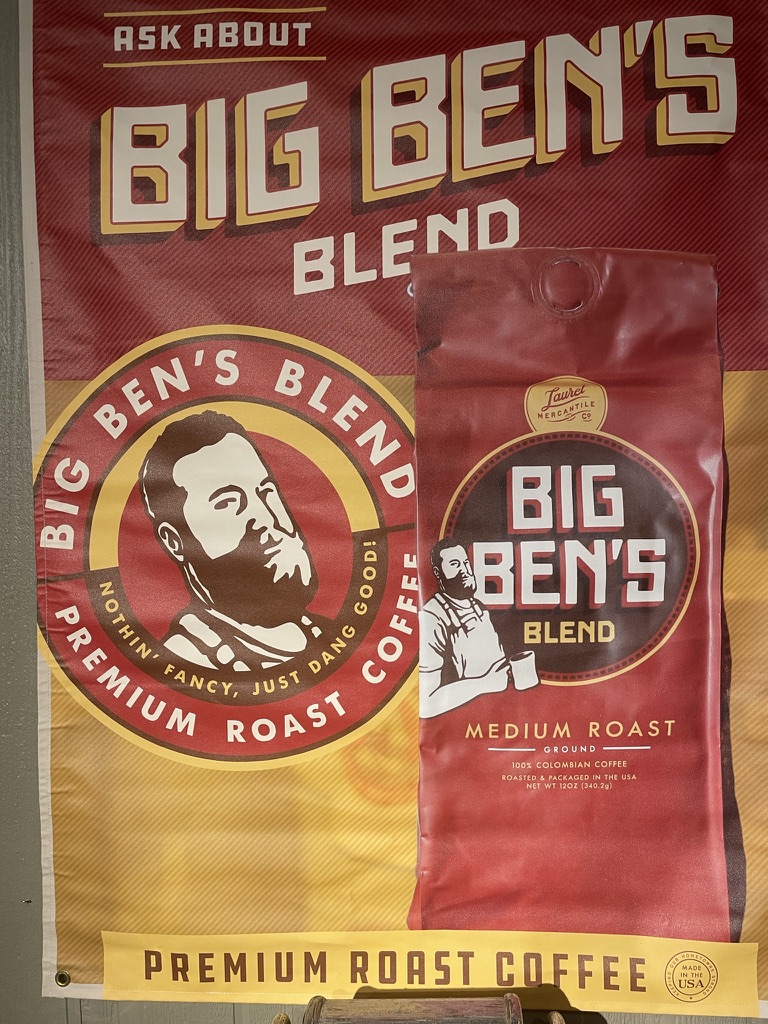 ASK ABOUT
BIG BEN'S
BLEND
BIG BEN'S BLEND
NOTHIN' FANCY, JUST DANG GOOD!
PREMIUM ROAST COFFEE
Laurel
MERCANTILE
Co
BIG
BEN'S
BLEND
MEDIUM ROAST
GROUND
100% COLOMBIAN COFFEE
ROASTED & PACKAGED IN THE USA
NET WT 12OZ (340.2g)
PREMIUM ROAST COFFEE
MADE
IN THE
USA